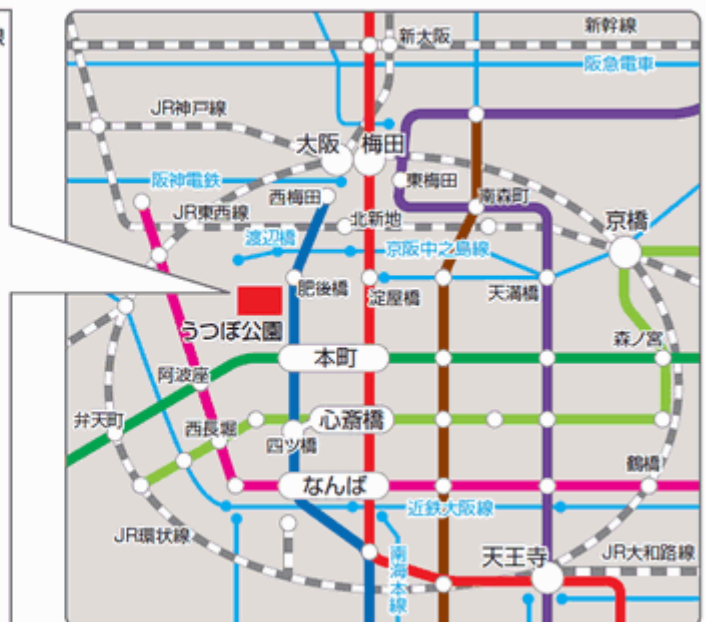 線
新幹線
新大阪
阪急電車
JR神戸線
大阪
梅田
阪神電鉄
東梅田
西梅田
南森町
JR東西線
北新地
京橋
渡辺橋
京阪中之島線
肥後橋
淀屋橋
天満橋
うつぼ公園
森ノ宮
本町
阿波座
弁天町
心斎橋
西長堀
四ツ橋
鶴橋
なんば
近鉄大阪線
JR環状線
南海本線
天王寺
JR大和路線